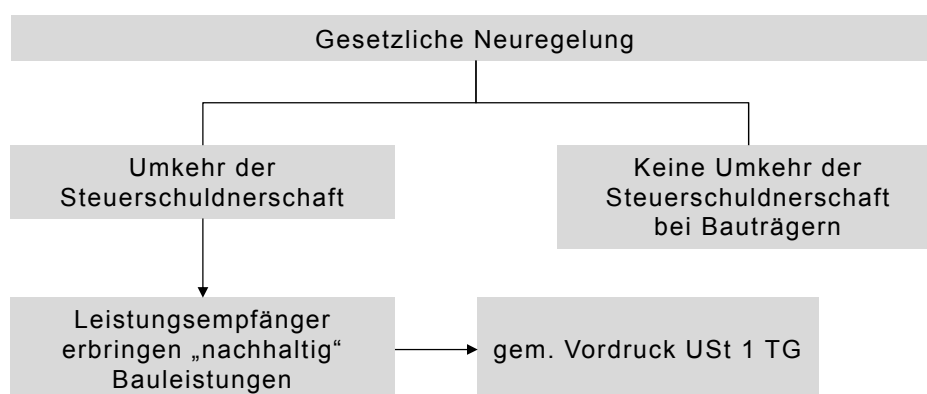 Gesetzliche Neuregelung
Umkehr der
Steuerschuldnerschaft
Keine Umkehr der
Steuerschuldnerschaft
bei Bauträgern
Leistungsempfänger
erbringen „nachhaltig“
Bauleistungen
gem. Vordruck USt 1 TG